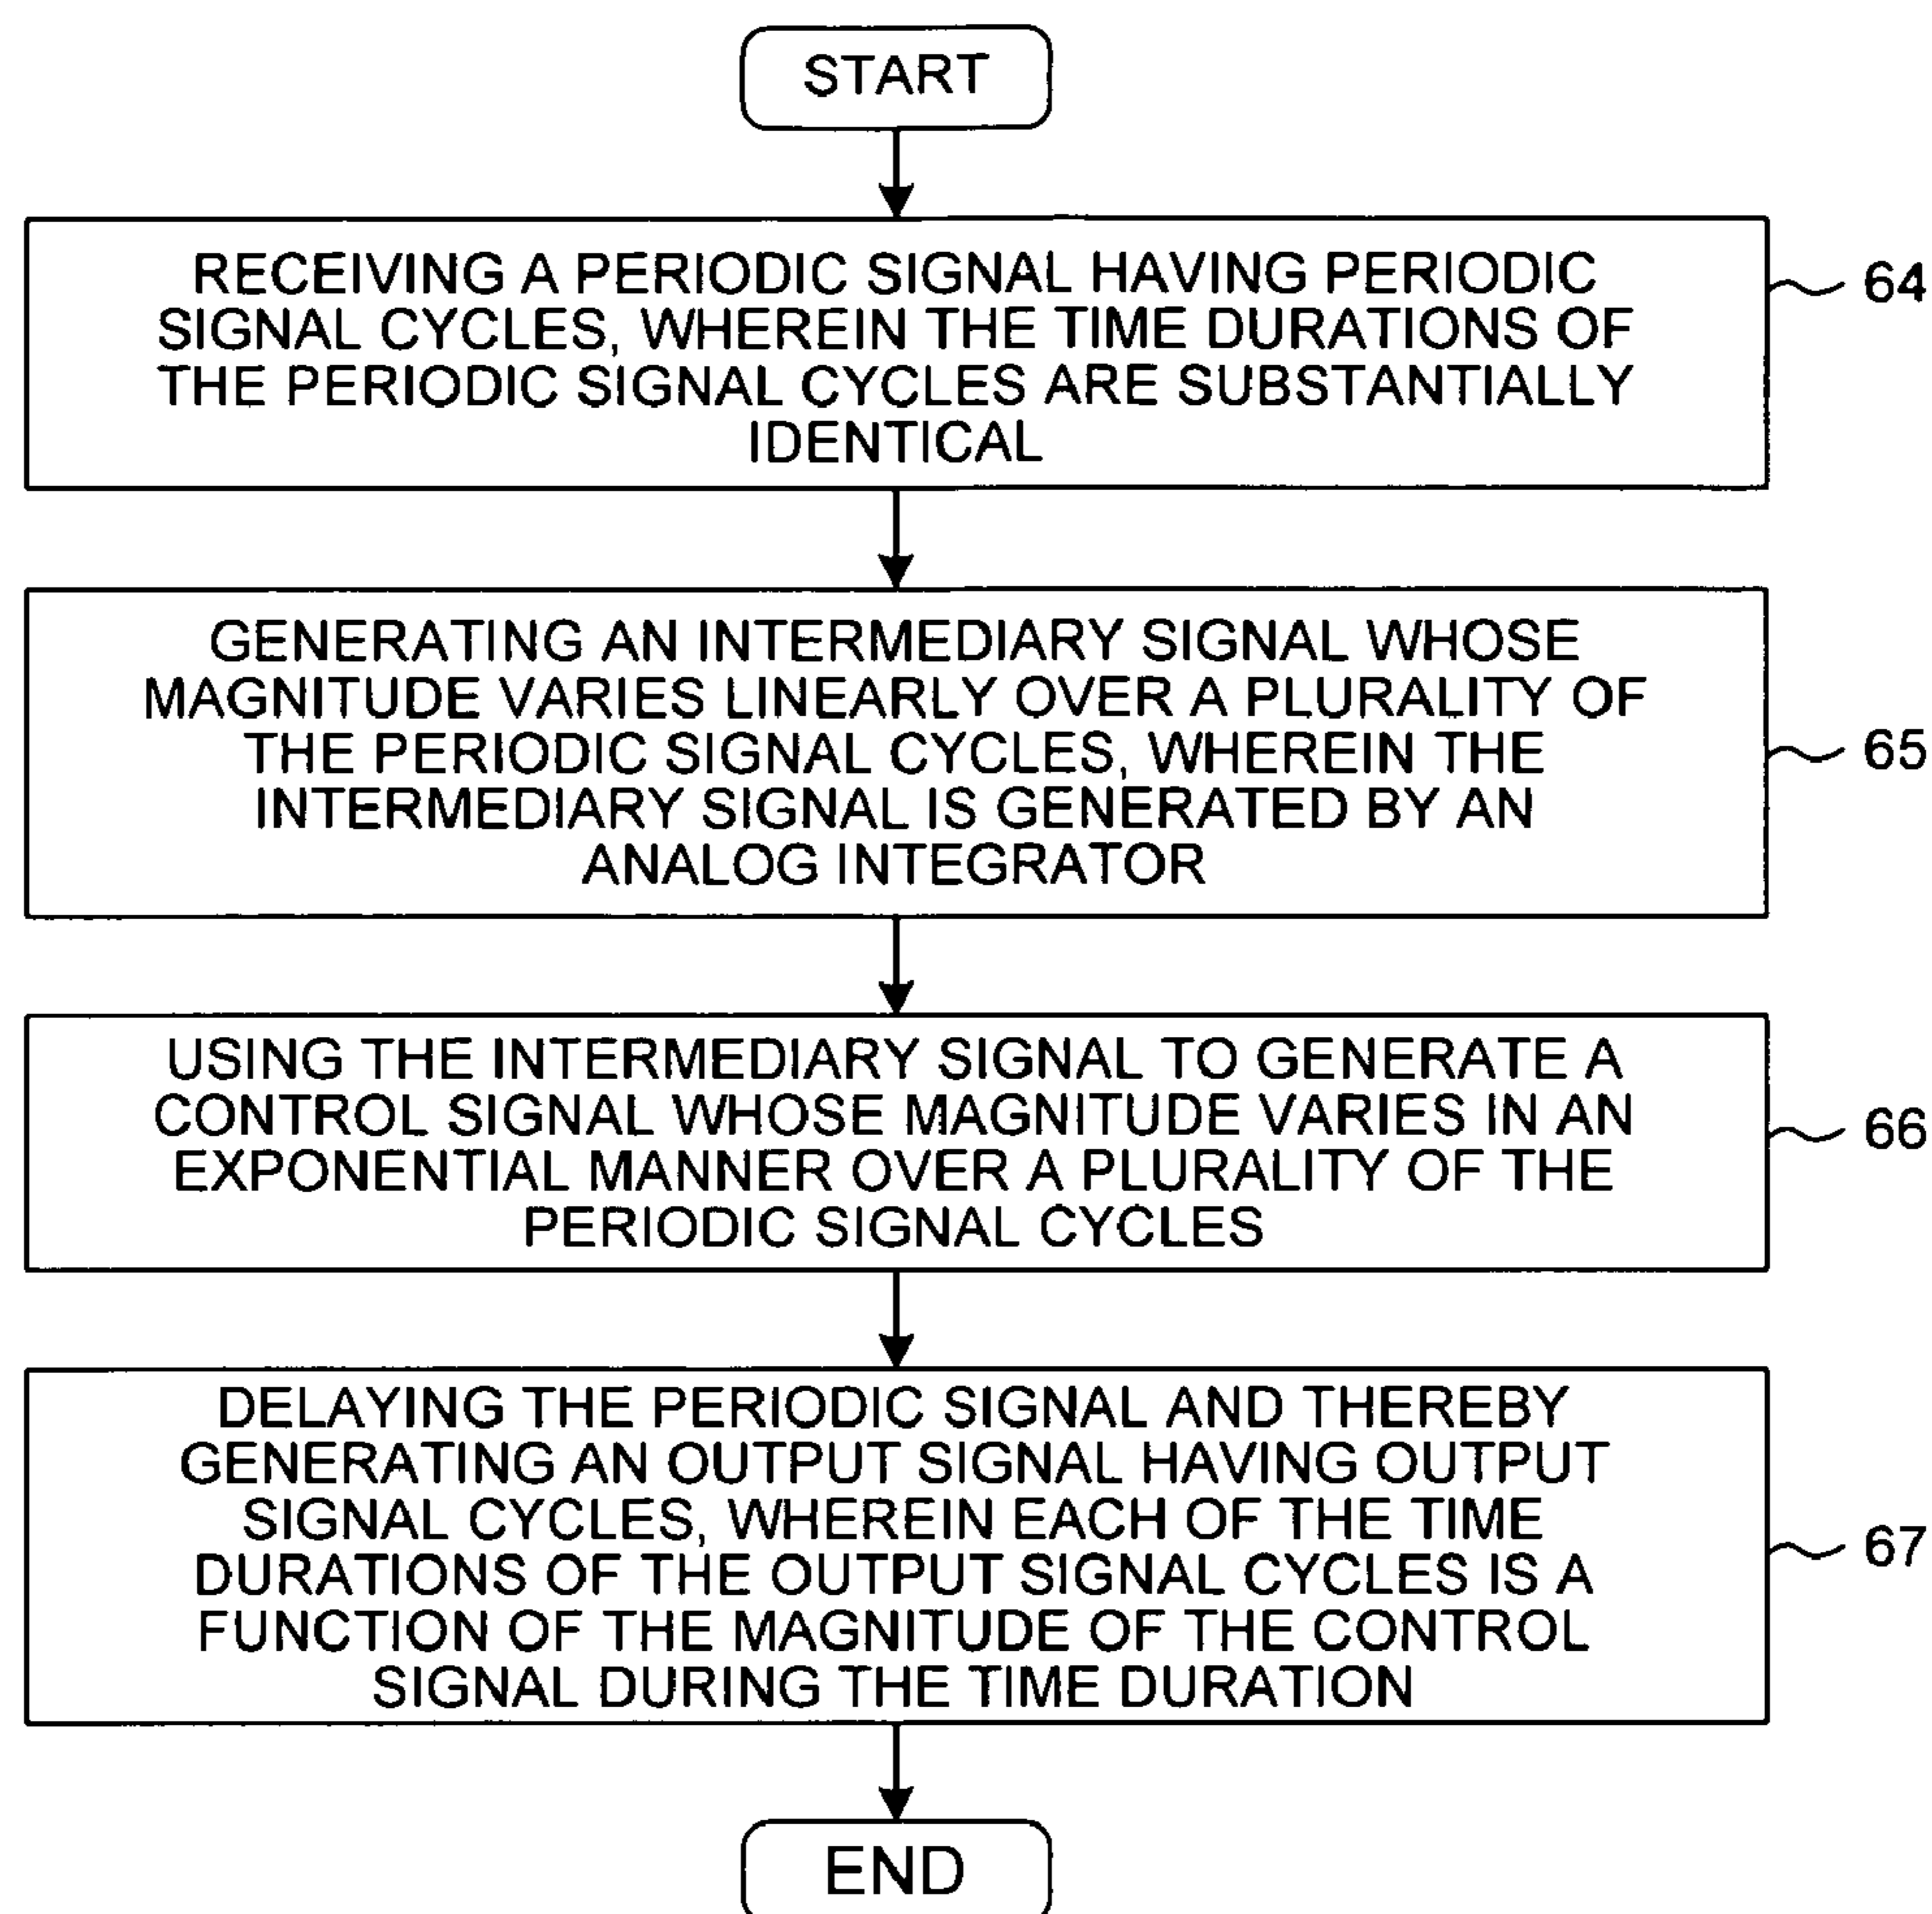 START
RECEIVING A PERIODIC SIGNAL HAVING PERIODIC
SIGNAL CYCLES, WHEREIN THE TIME DURATIONS OF
THE PERIODIC SIGNAL CYCLES ARE SUBSTANTIALLY
IDENTICAL
64
GENERATING AN INTERMEDIARY SIGNAL WHOSE
MAGNITUDE VARIES LINEARLY OVER A PLURALITY OF
THE PERIODIC SIGNAL CYCLES, WHEREIN THE
INTERMEDIARY SIGNAL IS GENERATED BY AN
ANALOG INTEGRATOR
65
USING THE INTERMEDIARY SIGNAL TO GENERATE A
CONTROL SIGNAL WHOSE MAGNITUDE VARIES IN AN
EXPONENTIAL MANNER OVER A PLURALITY OF THE
PERIODIC SIGNAL CYCLES
66
DELAYING THE PERIODIC SIGNAL AND THEREBY
GENERATING AN OUTPUT SIGNAL HAVING OUTPUT
SIGNAL CYCLES, WHEREIN EACH OF THE TIME
DURATIONS OF THE OUTPUT SIGNAL CYCLES IS A
FUNCTION OF THE MAGNITUDE OF THE CONTROL
SIGNAL DURING THE TIME DURATION
67
END